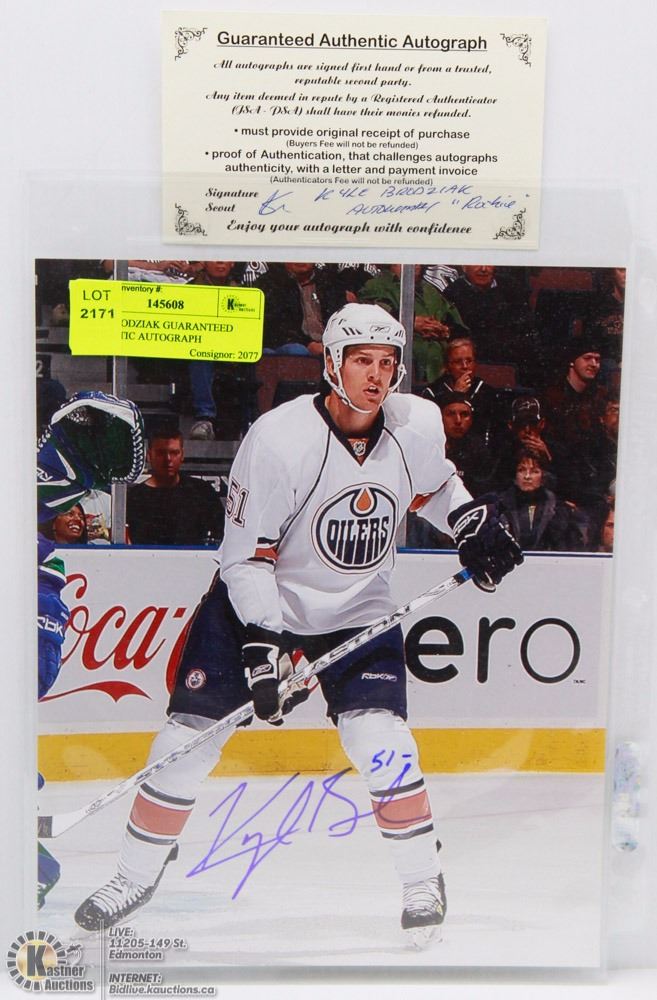 Guaranteed Authentic Autograph
All autographs are signed first hand or from a trusted,
reputable second party.
Any item deemed in repute by a Registered Authenticator
(JSA - PSA) shall have their monies refunded.
• must provide original receipt of purchase
(Buyers Fee will not be refunded)
• proof of Authentication, that challenges autographs
authenticity, with a letter and payment invoice
(Authenticators Fee will not be refunded)
Signature KYLE BRODZIAK
Scout "Rookie"
Enjoy your autograph with confidence
LOT
2171
nventory #:
145608
Kastner
Auctions
ODZIAK GUARANTEED
TIC AUTOGRAPH
Consignor: 2077
51
OILERS
Coca
ero
EASTON
RBK
51
Kastner
Auctions
LIVE:
11205-149 St.
Edmonton
INTERNET:
Bidlive.kauctions.ca